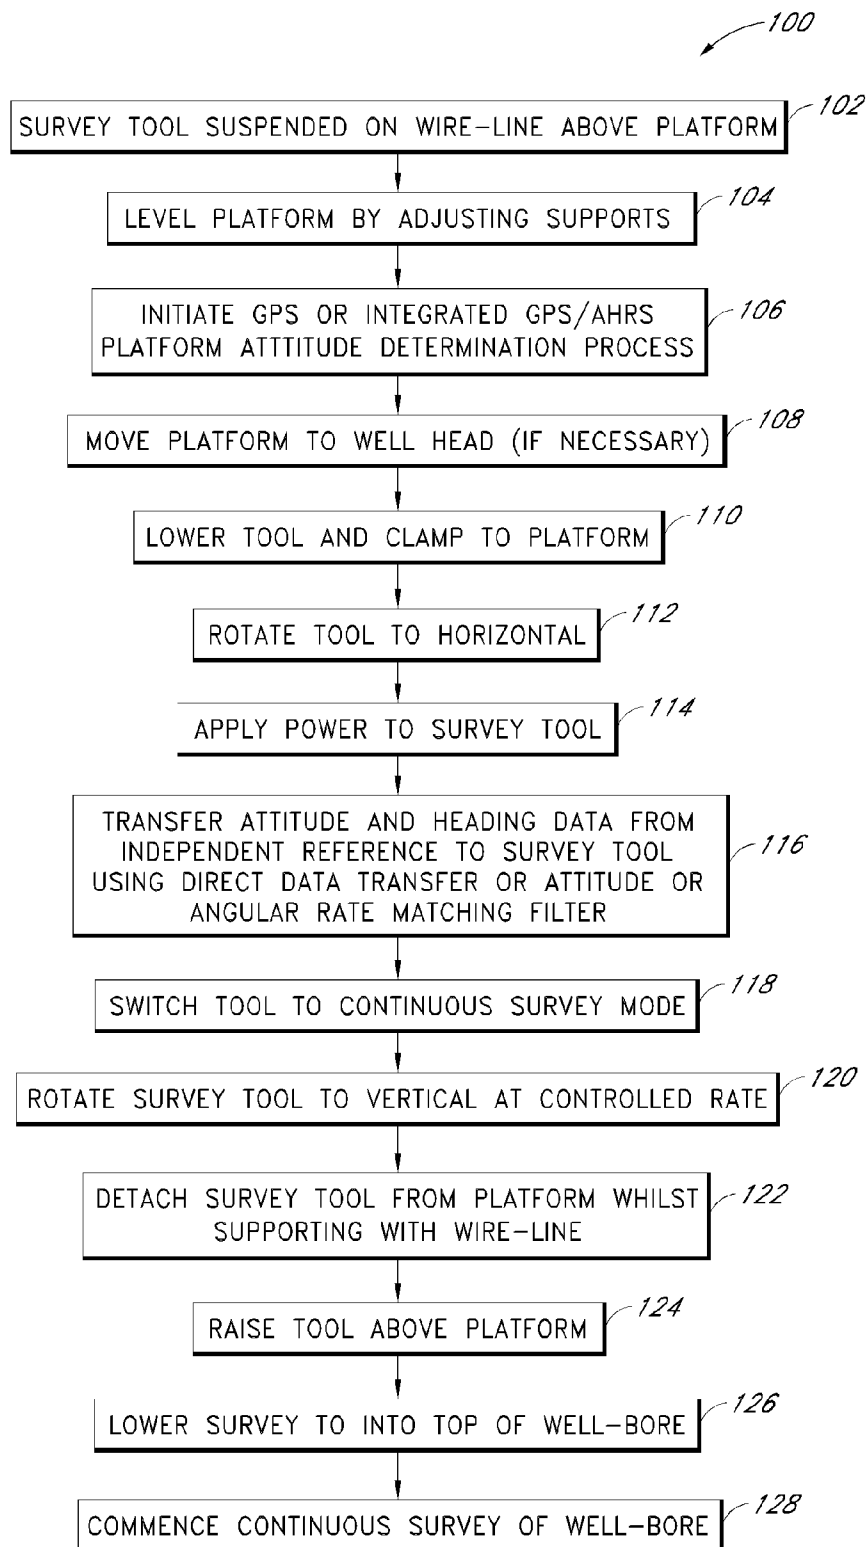 100
SURVEY TOOL SUSPENDED ON WIRE-LINE ABOVE PLATFORM
102
LEVEL PLATFORM BY ADJUSTING SUPPORTS
104
INITIATE GPS OR INTEGRATED GPS/AHRS
PLATFORM ATTTITUDE DETERMINATION PROCESS
106
MOVE PLATFORM TO WELL HEAD (IF NECESSARY)
108
LOWER TOOL AND CLAMP TO PLATFORM
110
ROTATE TOOL TO HORIZONTAL
112
APPLY POWER TO SURVEY TOOL
114
TRANSFER ATTITUDE AND HEADING DATA FROM
INDEPENDENT REFERENCE TO SURVEY TOOL
USING DIRECT DATA TRANSFER OR ATTITUDE OR
ANGULAR RATE MATCHING FILTER
116
SWITCH TOOL TO CONTINUOUS SURVEY MODE
118
ROTATE SURVEY TOOL TO VERTICAL AT CONTROLLED RATE
120
DETACH SURVEY TOOL FROM PLATFORM WHILST
SUPPORTING WITH WIRE-LINE
122
RAISE TOOL ABOVE PLATFORM
124
LOWER SURVEY TO INTO TOP OF WELL-BORE
126
COMMENCE CONTINUOUS SURVEY OF WELL-BORE
128